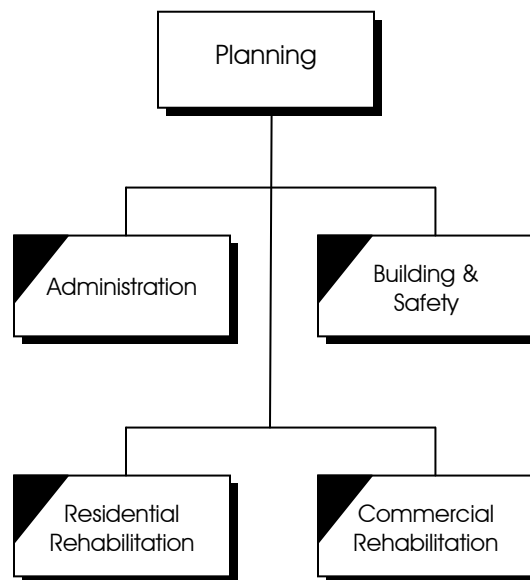 Planning
Administration
Building &
Safety
Residential
Rehabilitation
Commercial
Rehabilitation